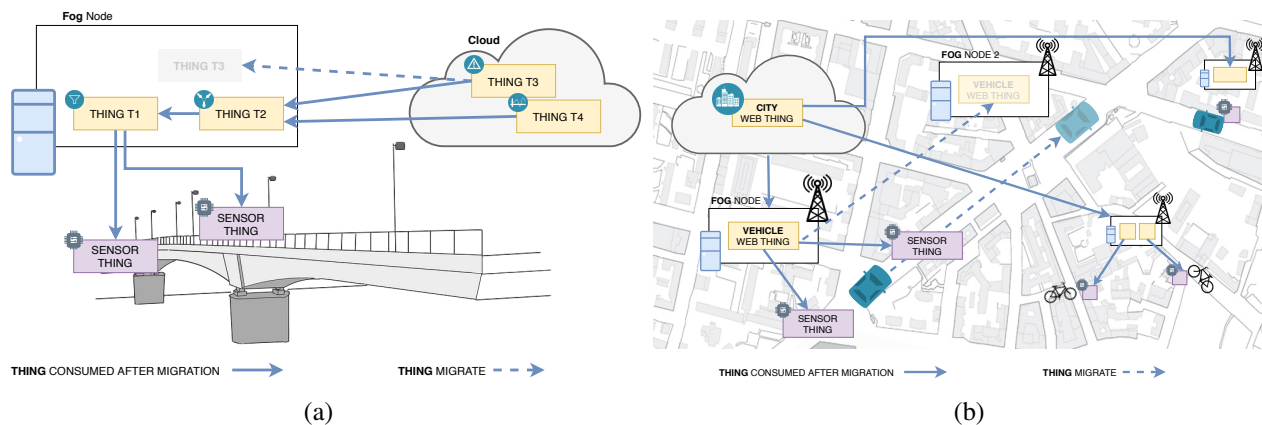 Fog Node
Cloud
THING T3
THING T3
THING T1
THING T2
THING T4
SENSOR
THING
SENSOR
THING
THING CONSUMED AFTER MIGRATION
THING MIGRATE
(a)
FOG NODE 2
VEHICLE
WEB THING
CITY
WEB THING
FOG NODE
VEHICLE
WEB THING
SENSOR
THING
SENSOR
THING
THING CONSUMED AFTER MIGRATION
THING MIGRATE
(b)